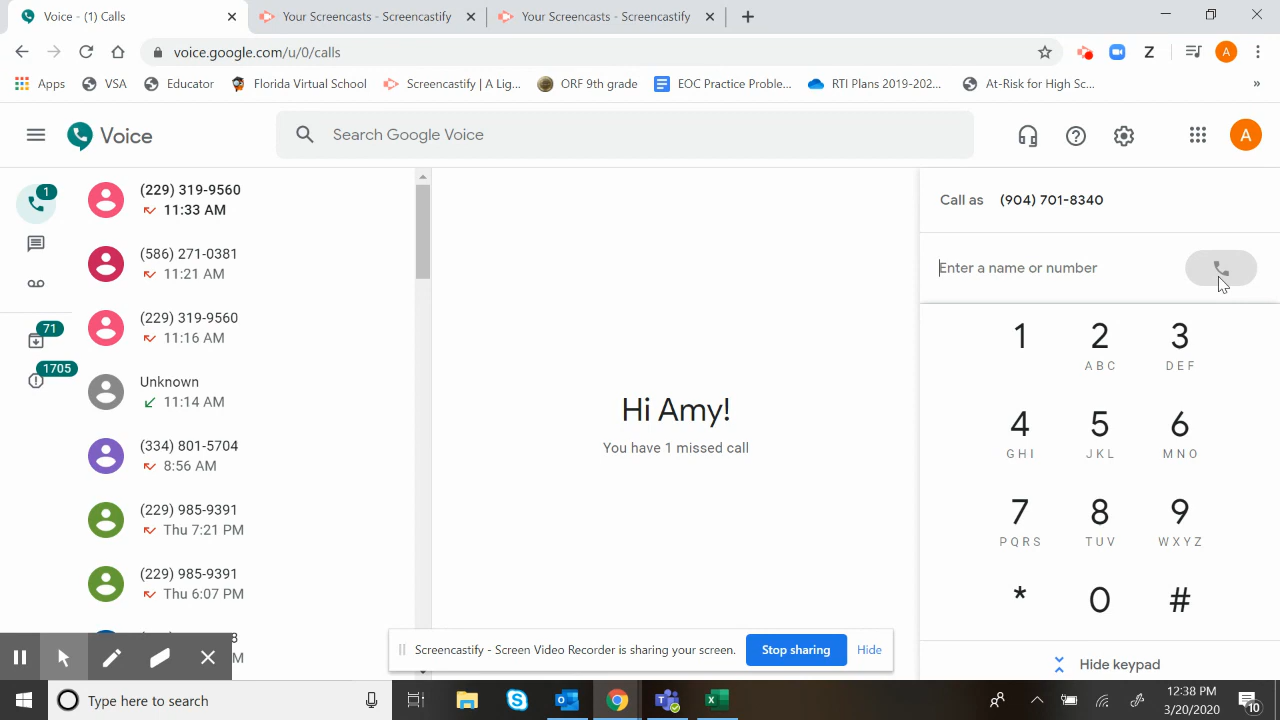 Voice - (1) Calls
Your Screencasts - Screencastify
Your Screencasts - Screencastify
voice.google.com/u/0/calls
Z
A
Apps
VSA
Educator
Florida Virtual School
Screencastify | A Lig...
ORF 9th grade
EOC Practice Proble...
RTI Plans 2019-202...
At-Risk for High Sc...
»
Voice
Search Google Voice
A
1
71
1705
(229) 319-9560
11:33 AM
(586) 271-0381
11:21 AM
(229) 319-9560
11:16 AM
Unknown
11:14 AM
(334) 801-5704
8:56 AM
(229) 985-9391
Thu 7:21 PM
(229) 985-9391
Thu 6:07 PM
Hi Amy!
You have 1 missed call
Call as (904) 701-8340
Enter a name or number
1 2 3
ABC DEF
4 5 6
GHI JKL MNO
7 8 9
PQRS TUV WXYZ
* 0 #
Hide keypad
Screencastify - Screen Video Recorder is sharing your screen.
Stop sharing
Hide
Type here to search
12:38 PM
3/20/2020
10